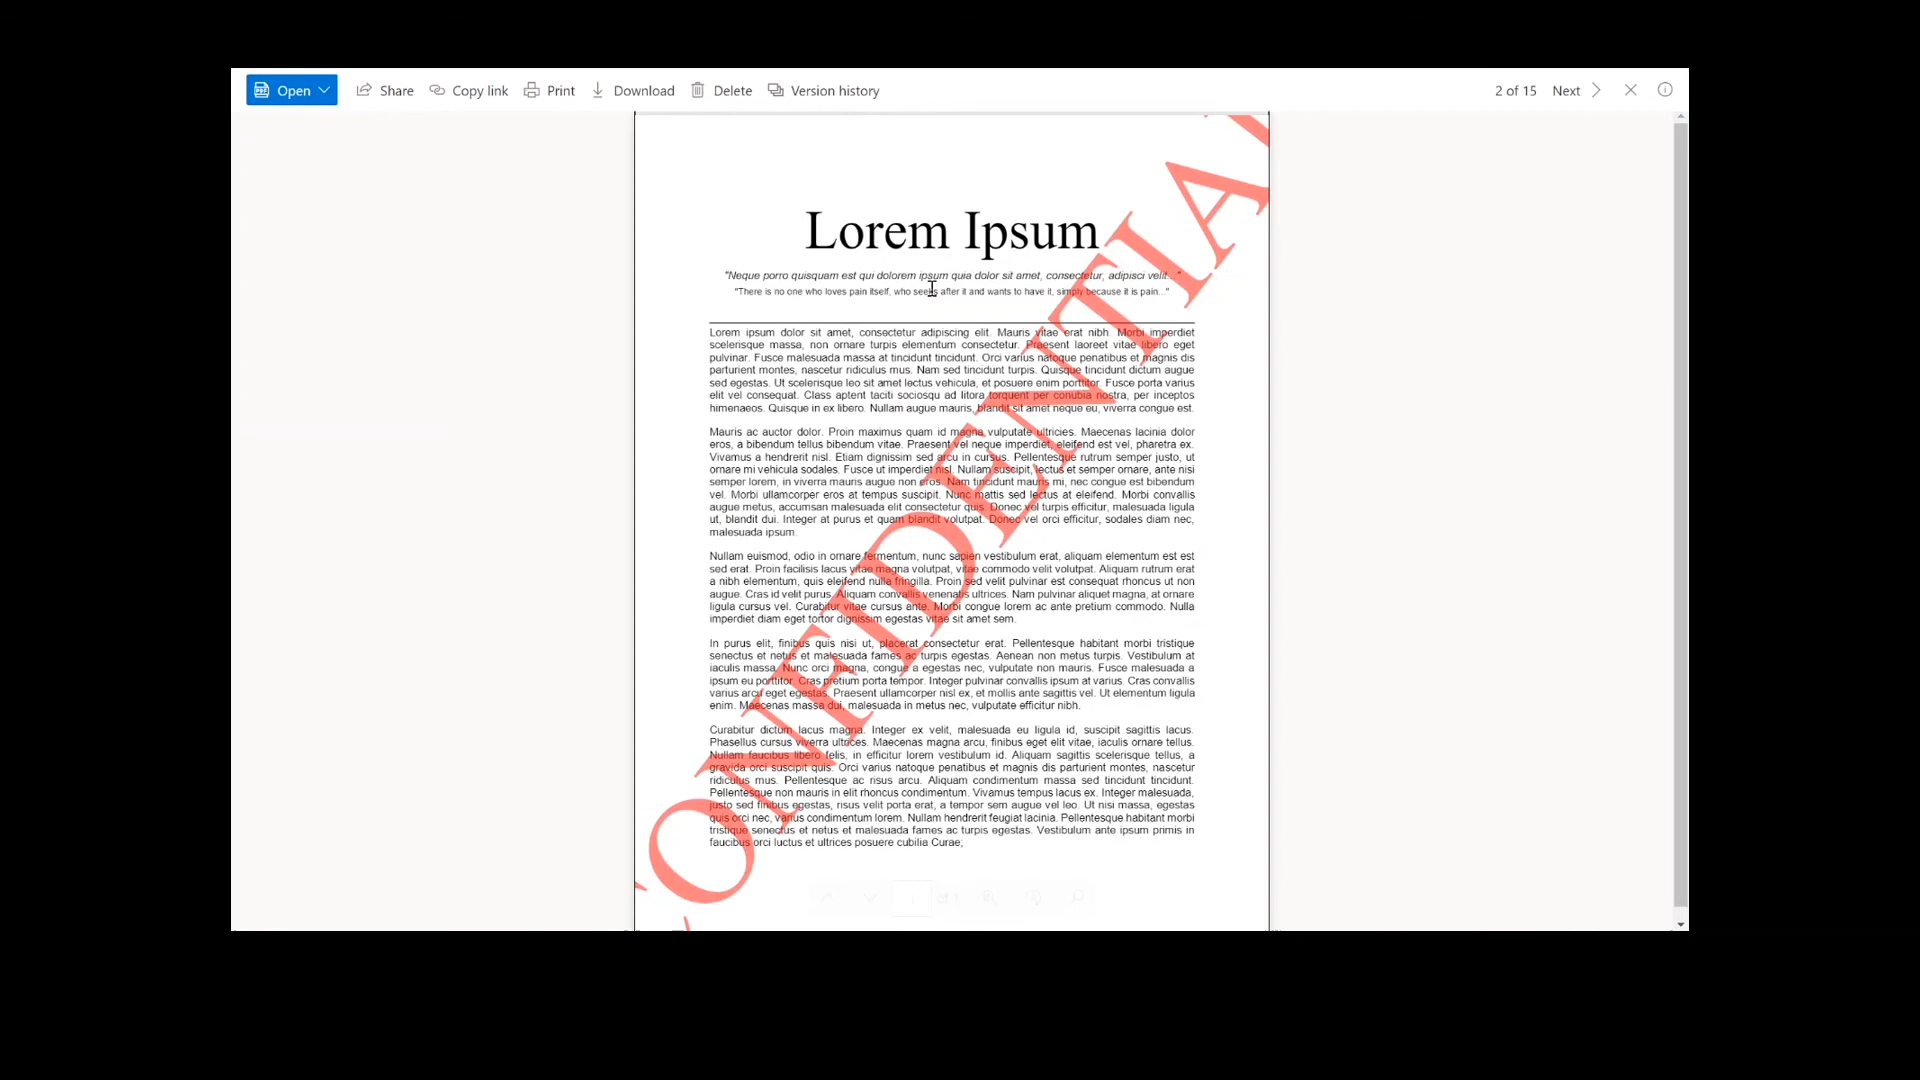 Open Share Copy link Print Download Delete Version history 2 of 15 Next
CONFIDENTIAL
Lorem Ipsum
"Neque porro quisquam est qui dolorem ipsum quia dolor sit amet, consectetur, adipisci velit..."
"There is no one who loves pain itself, who seeks after it and wants to have it, simply because it is pain..."
Lorem ipsum dolor sit amet, consectetur adipiscing elit. Mauris vitae erat nibh. Morbi imperdiet
scelerisque massa, non ornare turpis elementum consectetur. Praesent laoreet vitae libero eget
pulvinar. Fusce malesuada massa at tincidunt tincidunt. Orci varius natoque penatibus et magnis dis
parturient montes, nascetur ridiculus mus. Nam sed tincidunt turpis. Quisque tincidunt dictum augue
sed egestas. Ut scelerisque leo sit amet lectus vehicula, et posuere enim porttitor. Fusce porta varius
elit vel consequat. Class aptent taciti sociosqu ad litora torquent per conubia nostra, per inceptos
himenaeos. Quisque in ex libero. Nullam augue mauris, blandit sit amet neque eu, viverra congue est.
Mauris ac auctor dolor. Proin maximus quam id magna vulputate ultricies. Maecenas lacinia dolor
eros, a bibendum tellus bibendum vitae. Praesent vel neque imperdiet, eleifend est vel, pharetra ex.
Vivamus a hendrerit nisl. Etiam dignissim sed arcu in cursus. Pellentesque rutrum semper justo, ut
ornare mi vehicula sodales. Fusce ut imperdiet nisl. Nullam suscipit, lectus et semper ornare, ante nisi
semper lorem, in viverra mauris augue non eros. Nam tincidunt mauris mi, nec congue est bibendum
vel. Morbi ullamcorper eros at tempus suscipit. Nunc mattis sed lectus at eleifend. Morbi convallis
augue metus, accumsan malesuada elit consectetur quis. Donec vel turpis efficitur, malesuada ligula
ut, blandit dui. Integer at purus et quam blandit volutpat. Donec vel orci efficitur, sodales diam nec,
malesuada ipsum.
Nullam euismod, odio in ornare fermentum, nunc sapien vestibulum erat, aliquam elementum est est
sed erat. Proin facilisis lacus vitae magna volutpat, vitae commodo velit volutpat. Aliquam rutrum erat
a nibh elementum, quis eleifend nulla fringilla. Proin sed velit pulvinar est consequat rhoncus ut non
augue. Cras id velit purus. Aliquam convallis venenatis ultrices. Nam pulvinar aliquet magna, at ornare
ligula cursus vel. Curabitur vitae cursus ante. Morbi congue lorem ac ante pretium commodo. Nulla
imperdiet diam eget tortor dignissim egestas vitae sit amet sem.
In purus elit, finibus quis nisi ut, placerat consectetur erat. Pellentesque habitant morbi tristique
senectus et netus et malesuada fames ac turpis egestas. Aenean non metus turpis. Vestibulum at
iaculis massa. Nunc orci magna, congue a egestas nec, vulputate non mauris. Fusce malesuada a
ipsum eu porttitor. Cras pretium porta tempor. Integer pulvinar convallis ipsum at varius. Cras convallis
varius arcu eget egestas. Praesent ullamcorper nisl ex, et mollis ante sagittis vel. Ut elementum ligula
enim. Maecenas massa dui, malesuada in metus nec, vulputate efficitur nibh.
Curabitur dictum lacus magna. Integer ex velit, malesuada eu ligula id, suscipit sagittis lacus.
Phasellus cursus viverra ultrices. Maecenas magna arcu, finibus eget elit vitae, iaculis ornare tellus.
Nullam faucibus libero felis, in efficitur lorem vestibulum id. Aliquam sagittis scelerisque tellus, a
gravida orci suscipit quis. Orci varius natoque penatibus et magnis dis parturient montes, nascetur
ridiculus mus. Pellentesque ac risus arcu. Aliquam condimentum massa sed tincidunt tincidunt.
Pellentesque non mauris in elit rhoncus condimentum. Vivamus tempus lacus ex. Integer malesuada,
justo sed finibus egestas, risus velit porta erat, a tempor sem augue vel leo. Ut nisi massa, egestas
quis orci nec, varius condimentum lorem. Nullam hendrerit feugiat lacinia. Pellentesque habitant morbi
tristique senectus et netus et malesuada fames ac turpis egestas. Vestibulum ante ipsum primis in
faucibus orci luctus et ultrices posuere cubilia Curae;
1 of 1